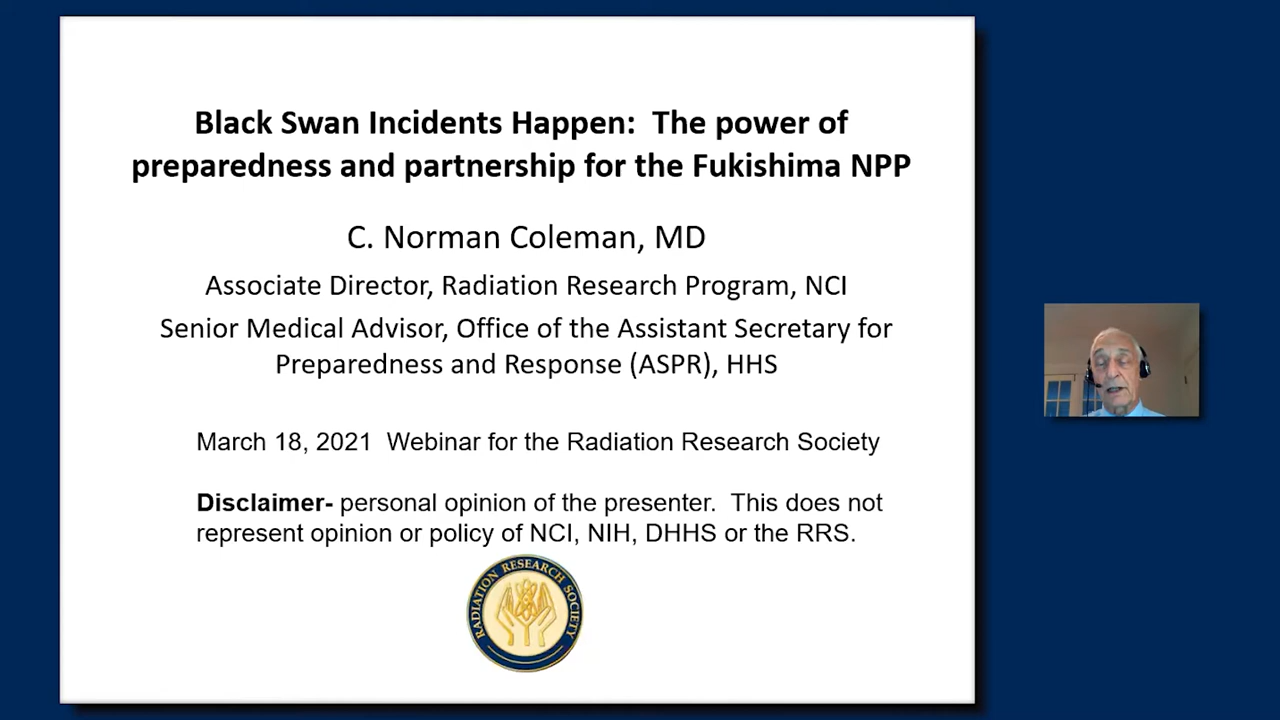 Black Swan Incidents Happen: The power of
preparedness and partnership for the Fukishima NPP
C. Norman Coleman, MD
Associate Director, Radiation Research Program, NCI
Senior Medical Advisor, Office of the Assistant Secretary for
Preparedness and Response (ASPR), HHS
March 18, 2021 Webinar for the Radiation Research Society
Disclaimer- personal opinion of the presenter. This does not
represent opinion or policy of NCI, NIH, DHHS or the RRS.
RADIATION RESEARCH SOCIETY